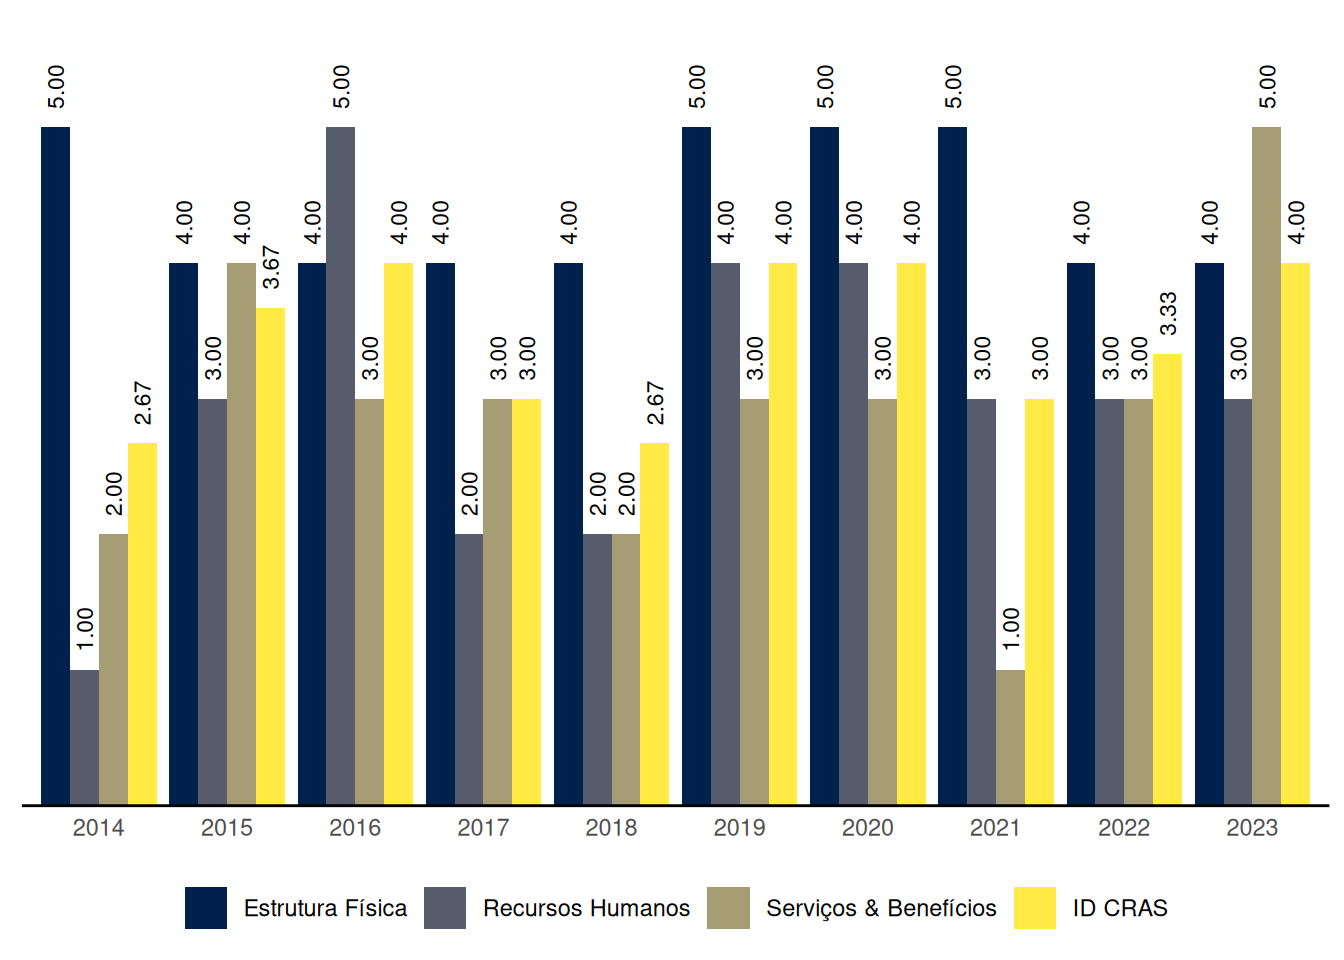 5.00 5.00 5.00 5.00 5.00 5.00
4.00 4.00 4.00 4.00 4.00 4.00 4.00 4.00 4.00 4.00 4.00 4.00 4.00 4.00
3.67
3.33
3.00 3.00 3.00 3.00 3.00 3.00 3.00 3.00 3.00 3.00 3.00
2.67 2.67
2.00 2.00 2.00 2.00
1.00 1.00
2014 2015 2016 2017 2018 2019 2020 2021 2022 2023
Estrutura Física Recursos Humanos Serviços & Benefícios ID CRAS